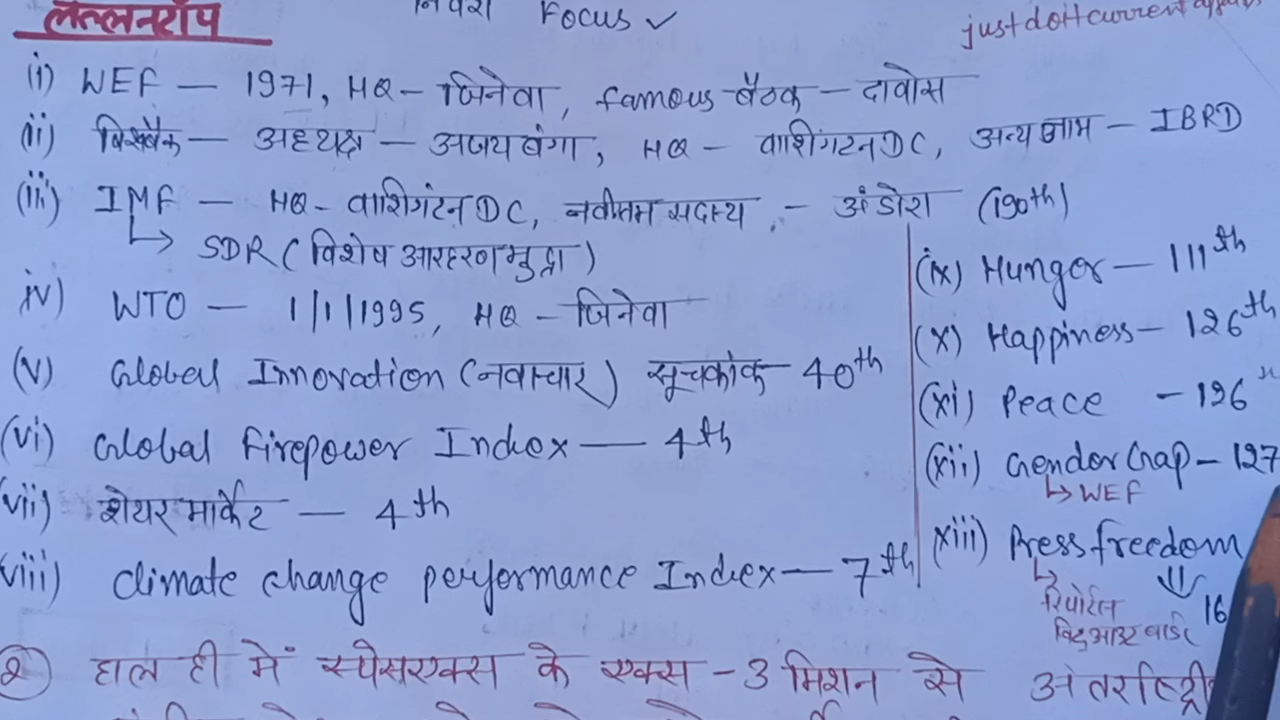 लल्लनटॉप Focus ✓ justdoitcurrent affairs
(i) WEF — 1971, HQ - जिनेवा, famous बैठक — दावोस
(ii) विश्वबैंक — अध्यक्ष — अजय बंगा, HQ - वाशिंगटन DC, अन्य नाम — IBRD
(iii) IMF — HQ - वाशिंगटन DC, नवीनतम सदस्य - अंडोरा (190th)
↳ SDR (विशेष आहरण मुद्रा)
iv) WTO — 1/1/1995, HQ - जिनेवा
(v) Global Innovation (नवाचार) सूचकांक - 40th
(vi) Global Firepower Index — 4th
(vii) शेयर मार्केट — 4th
(viii) Climate change performance Index — 7th
(ix) Hunger — 111th
(x) Happiness — 126th
(xi) Peace — 126
(xii) Gender Gap - 127
↳ WEF
(xiii) Press freedom
↳ रिपोर्टर्स 16
विदआउट बार्डर
2 हाल ही में स्पेसएक्स के एक्स -3 मिशन से